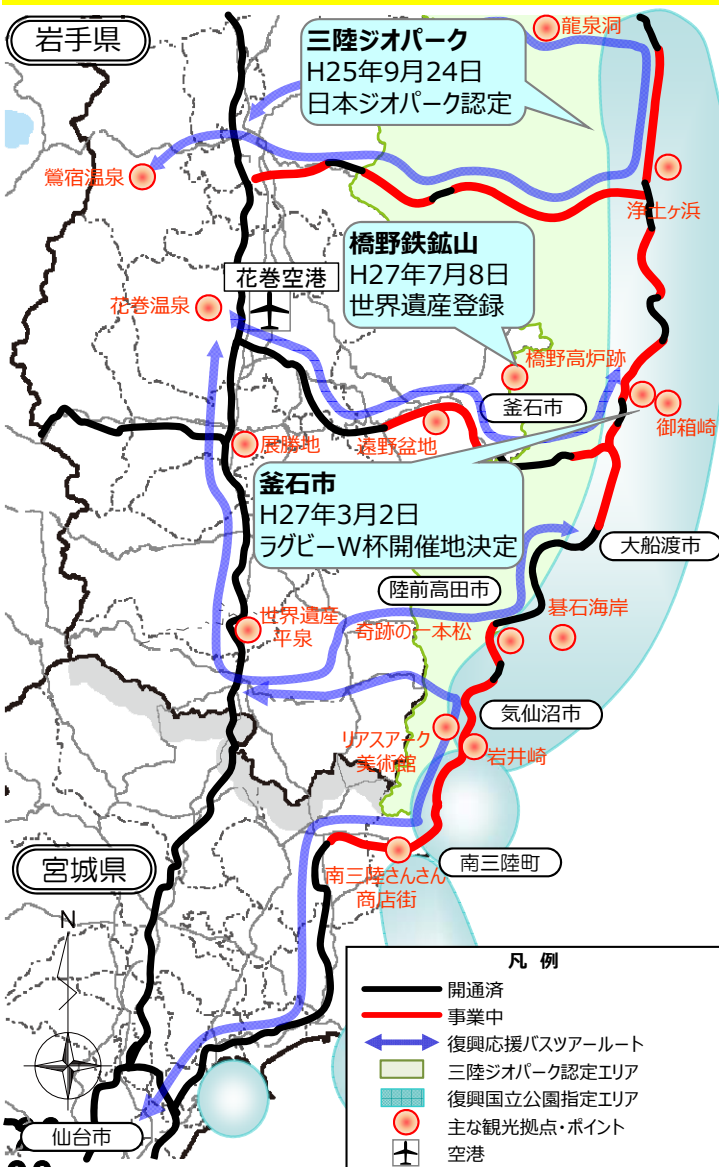 岩手県
龍泉洞
三陸ジオパーク
H25年9月24日
日本ジオパーク認定
鶯宿温泉
浄土ヶ浜
橋野鉄鉱山
H27年7月8日
世界遺産登録
花巻空港
花巻温泉
橋野高炉跡
釜石市
御箱崎
展勝地
遠野盆地
釜石市
H27年3月2日
ラグビーW杯開催地決定
大船渡市
陸前高田市
碁石海岸
世界遺産
平泉
奇跡の一本松
気仙沼市
リアスアーク
美術館
岩井崎
宮城県
南三陸町
南三陸さんさん
商店街
N
凡 例
開通済
事業中
復興応援バスツアールート
三陸ジオパーク認定エリア
復興国立公園指定エリア
主な観光拠点・ポイント
空港
仙台市